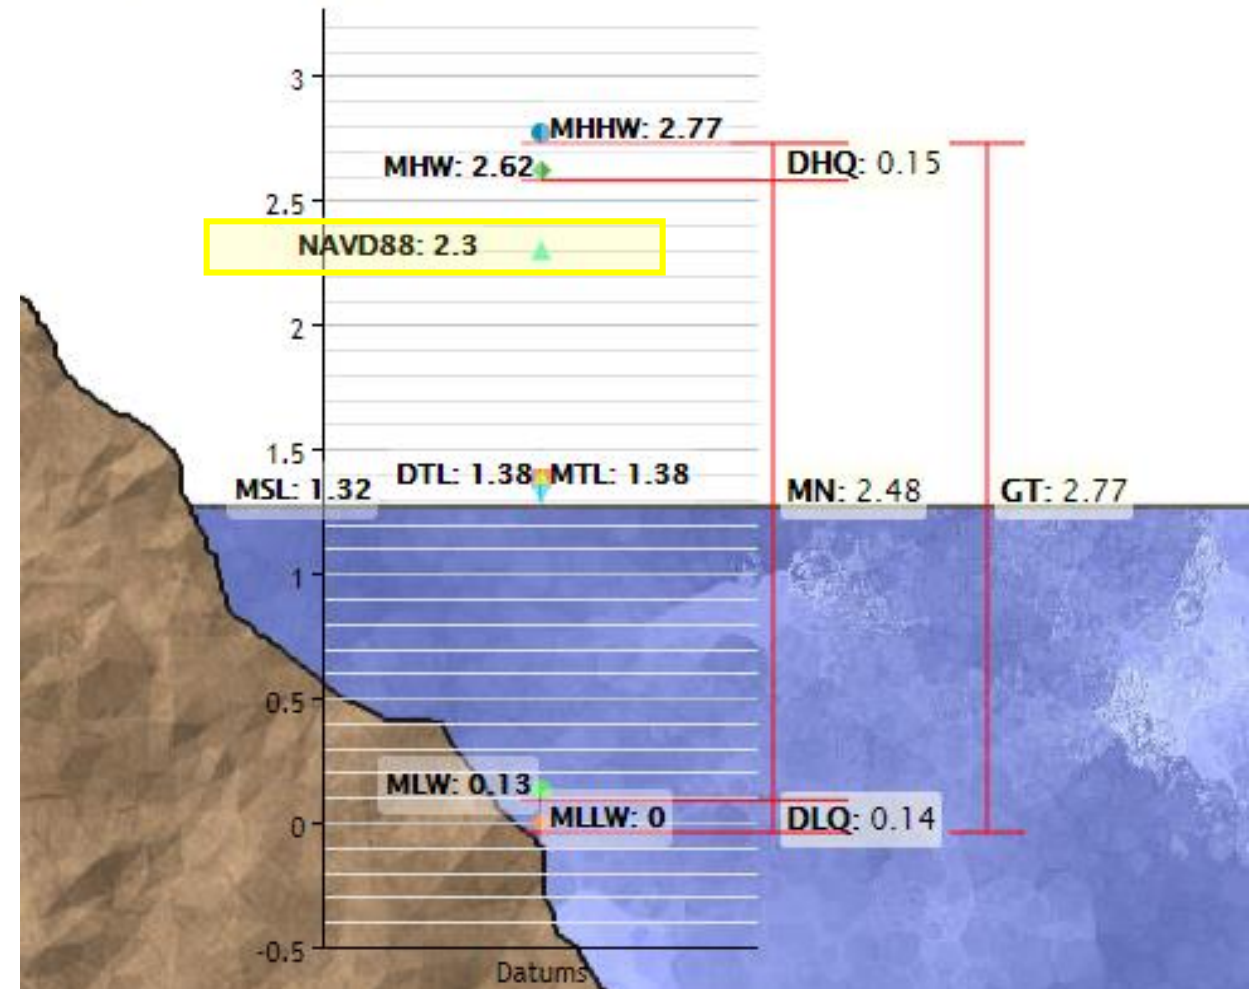 3
MHHW: 2.77
MHW: 2.62
DHQ: 0.15
2.5
NAVD88: 2.3
2
1.5
DTL: 1.38
MTL: 1.38
MSL: 1.32
MN: 2.48
GT: 2.77
1
0.5
MLW: 0.13
MLLW: 0
DLQ: 0.14
0
-0.5
Datums